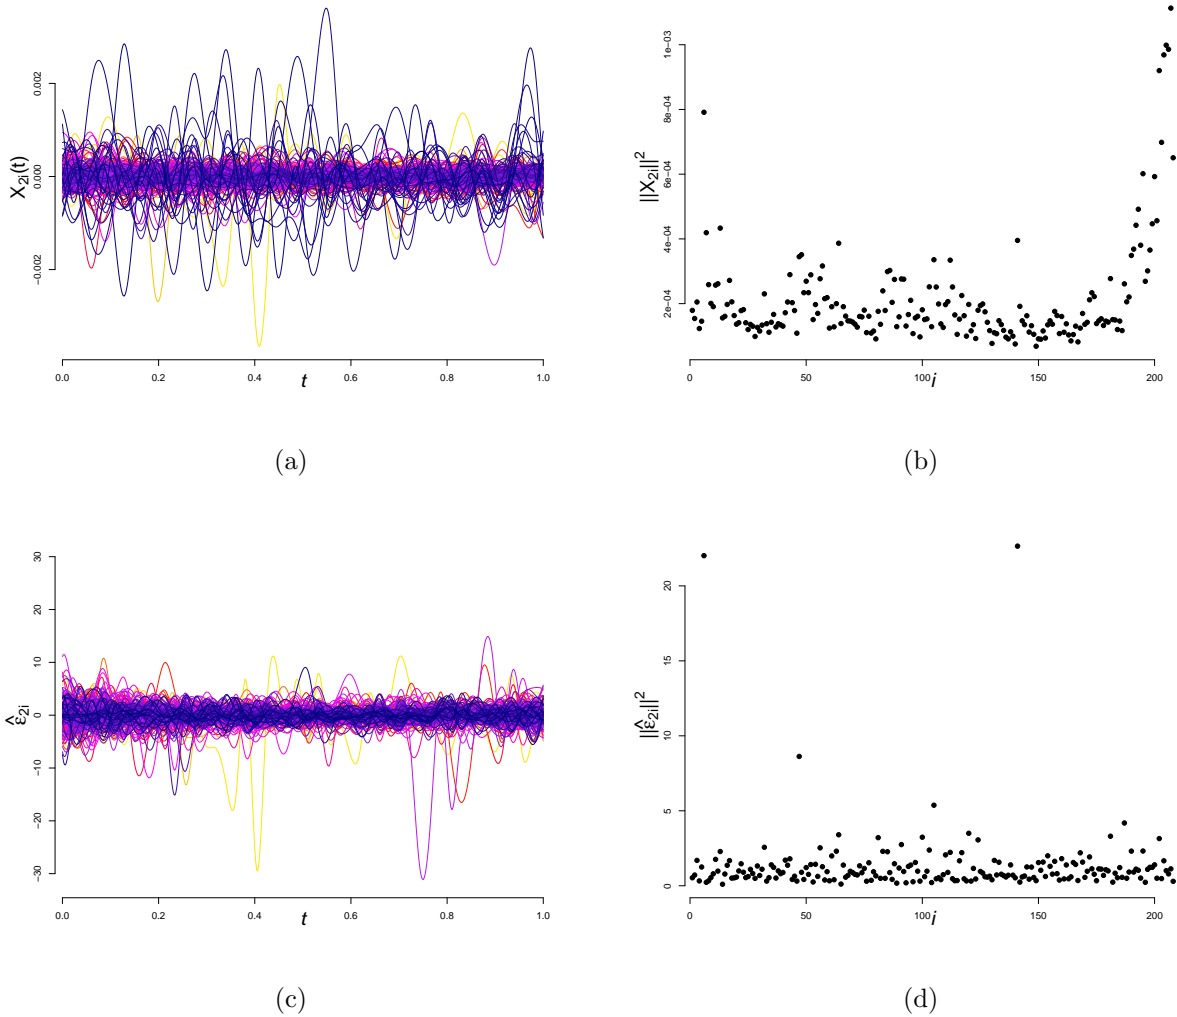 X₂ᵢ(t)
0.002
0.000
−0.002
0.0 0.2 0.4 0.6 0.8 1.0
t
(a)
||X₂ᵢ||²
1e−03
8e−04
6e−04
4e−04
2e−04
0 50 100 150 200
i
(b)
ε̂₂ᵢ
30
20
10
0
−10
−20
−30
0.0 0.2 0.4 0.6 0.8 1.0
t
(c)
||ε̂₂ᵢ||²
20
15
10
5
0
0 50 100 150 200
i
(d)